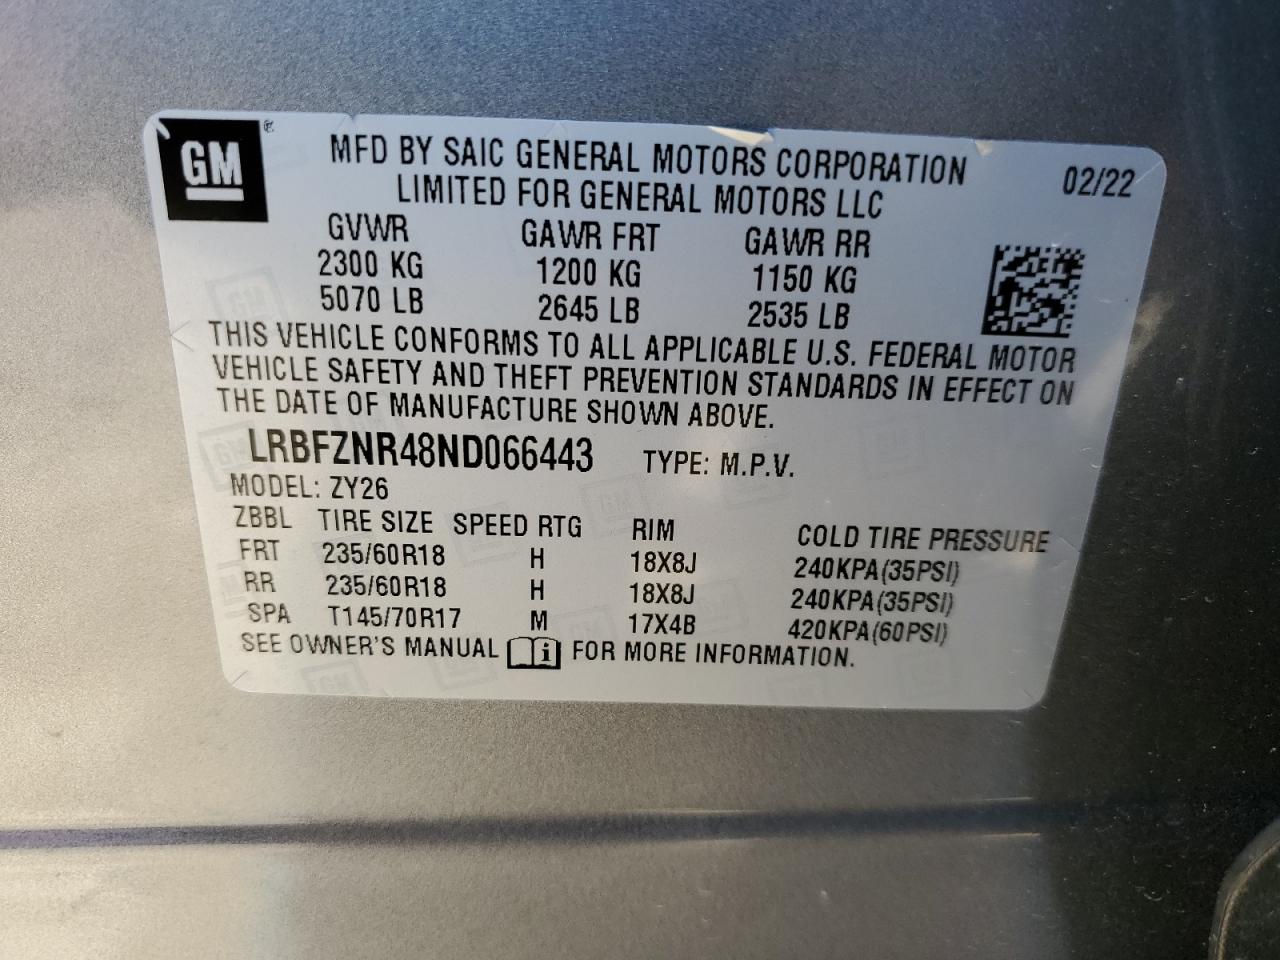 GM
MFD BY SAIC GENERAL MOTORS CORPORATION
LIMITED FOR GENERAL MOTORS LLC
02/22
GVWR GAWR FRT GAWR RR
2300 KG 1200 KG 1150 KG
5070 LB 2645 LB 2535 LB
THIS VEHICLE CONFORMS TO ALL APPLICABLE U.S. FEDERAL MOTOR
VEHICLE SAFETY AND THEFT PREVENTION STANDARDS IN EFFECT ON
THE DATE OF MANUFACTURE SHOWN ABOVE.
LRBFZNR48ND066443 TYPE: M.P.V.
MODEL: ZY26
ZBBL TIRE SIZE SPEED RTG RIM COLD TIRE PRESSURE
FRT 235/60R18 H 18X8J 240KPA(35PSI)
RR 235/60R18 H 18X8J 240KPA(35PSI)
SPA T145/70R17 M 17X4B 420KPA(60PSI)
SEE OWNER'S MANUAL i FOR MORE INFORMATION.